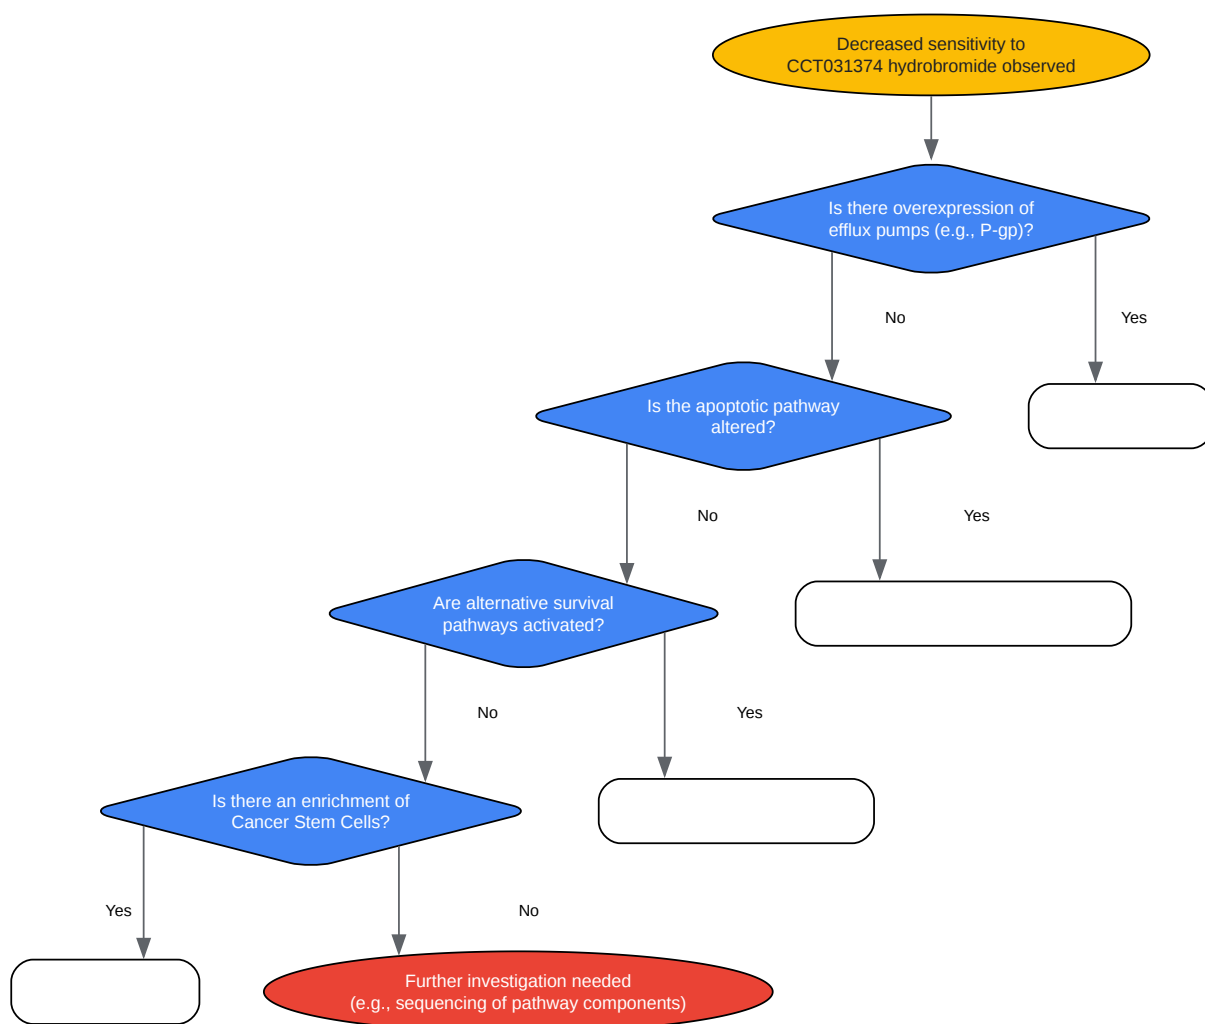 Decreased sensitivity to
CCT031374 hydrobromide observed
Is there overexpression of
efflux pumps (e.g., P-gp)?
No
Yes
Is the apoptotic pathway
altered?
No
Yes
Are alternative survival
pathways activated?
No
Yes
Is there an enrichment of
Cancer Stem Cells?
Yes
No
Further investigation needed
(e.g., sequencing of pathway components)